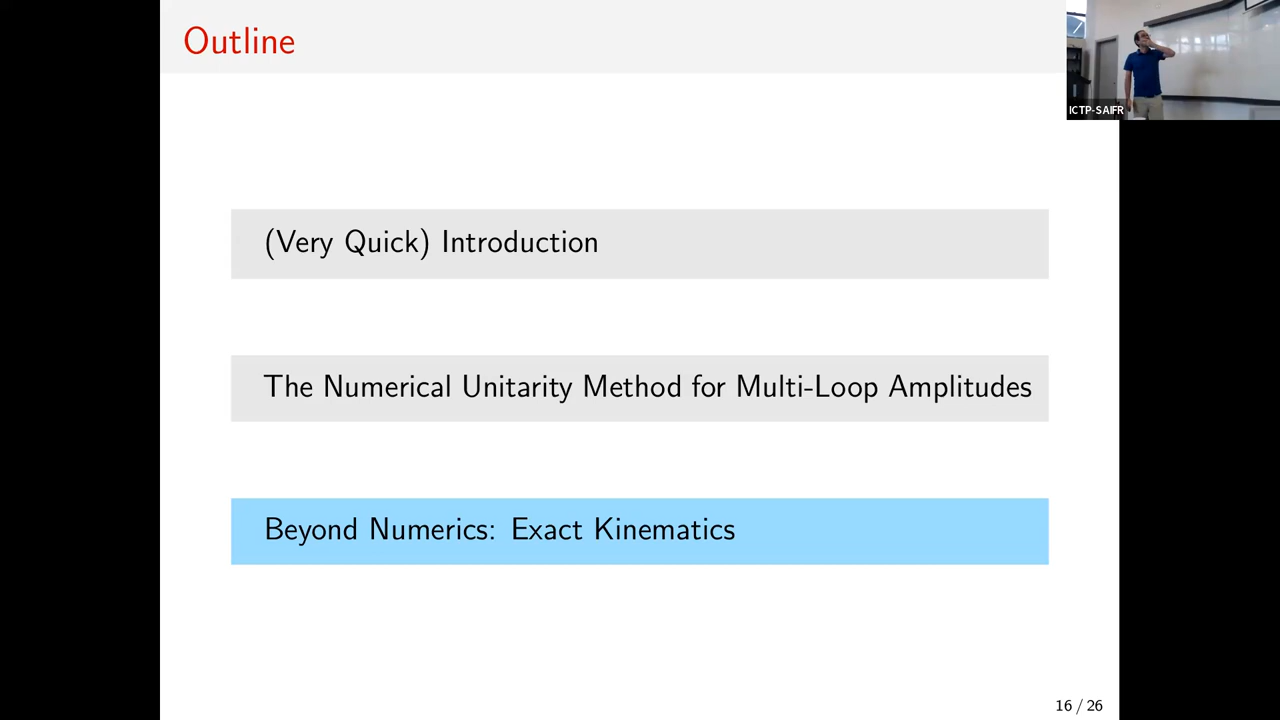 Outline
ICTP-SAIFR
(Very Quick) Introduction
The Numerical Unitarity Method for Multi-Loop Amplitudes
Beyond Numerics: Exact Kinematics
16 / 26